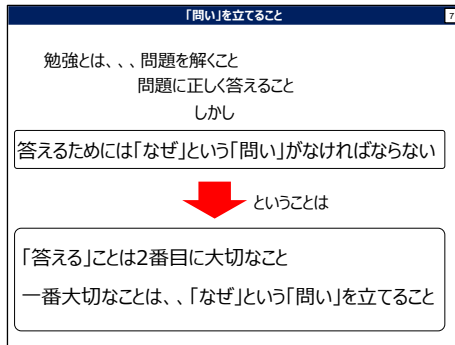 「問い」を立てること
7
勉強とは、、、問題を解くこと
問題に正しく答えること
しかし
答えるためには「なぜ」という「問い」がなければならない
ということは
「答える」ことは2番目に大切なこと
一番大切なことは、、「なぜ」という「問い」を立てること